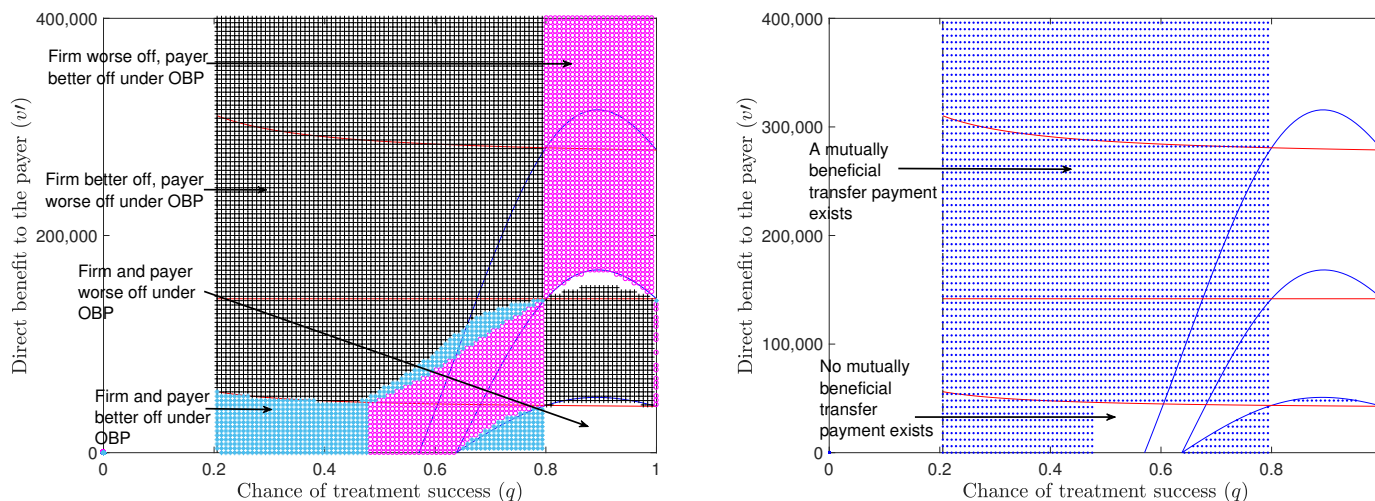 400,000
200,000
0
Direct benefit to the payer (v′)
Firm worse off, payer
better off under OBP
Firm better off, payer
worse off under OBP
Firm and payer
worse off under
OBP
Firm and payer
better off under
OBP
0
0.2
0.4
0.6
0.8
1
Chance of treatment success (q)
400,000
300,000
200,000
100,000
0
Direct benefit to the payer (v′)
A mutually
beneficial
transfer payment
exists
No mutually
beneficial
transfer
payment exists
0
0.2
0.4
0.6
0.8
Chance of treatment success (q)